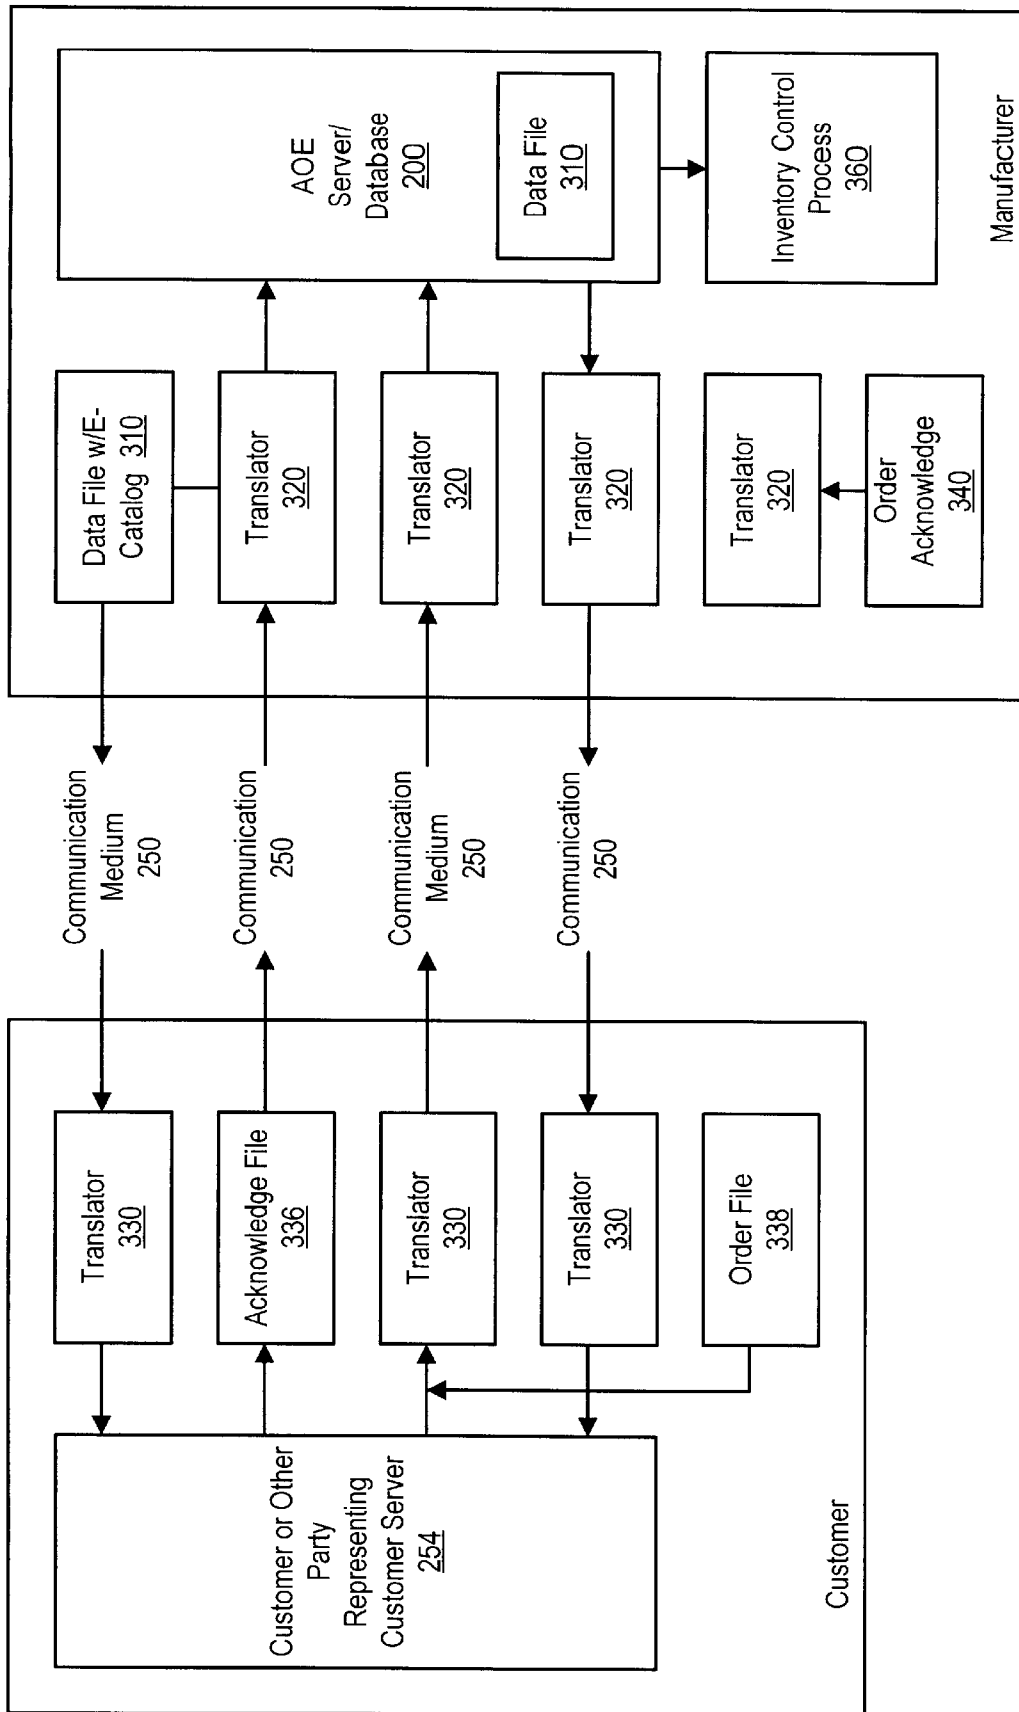 Customer or Other
Party
Representing
Customer Server
254
Translator
330
Acknowledge File
336
Translator
330
Translator
330
Order File
338
Customer
Communication
Medium
250
Communication
250
Communication
Medium
250
Communication
250
Data File w/E-
Catalog 310
Translator
320
Translator
320
Translator
320
Translator
320
Order
Acknowledge
340
AOE
Server/
Database
200
Data File
310
Inventory Control
Process
360
Manufacturer